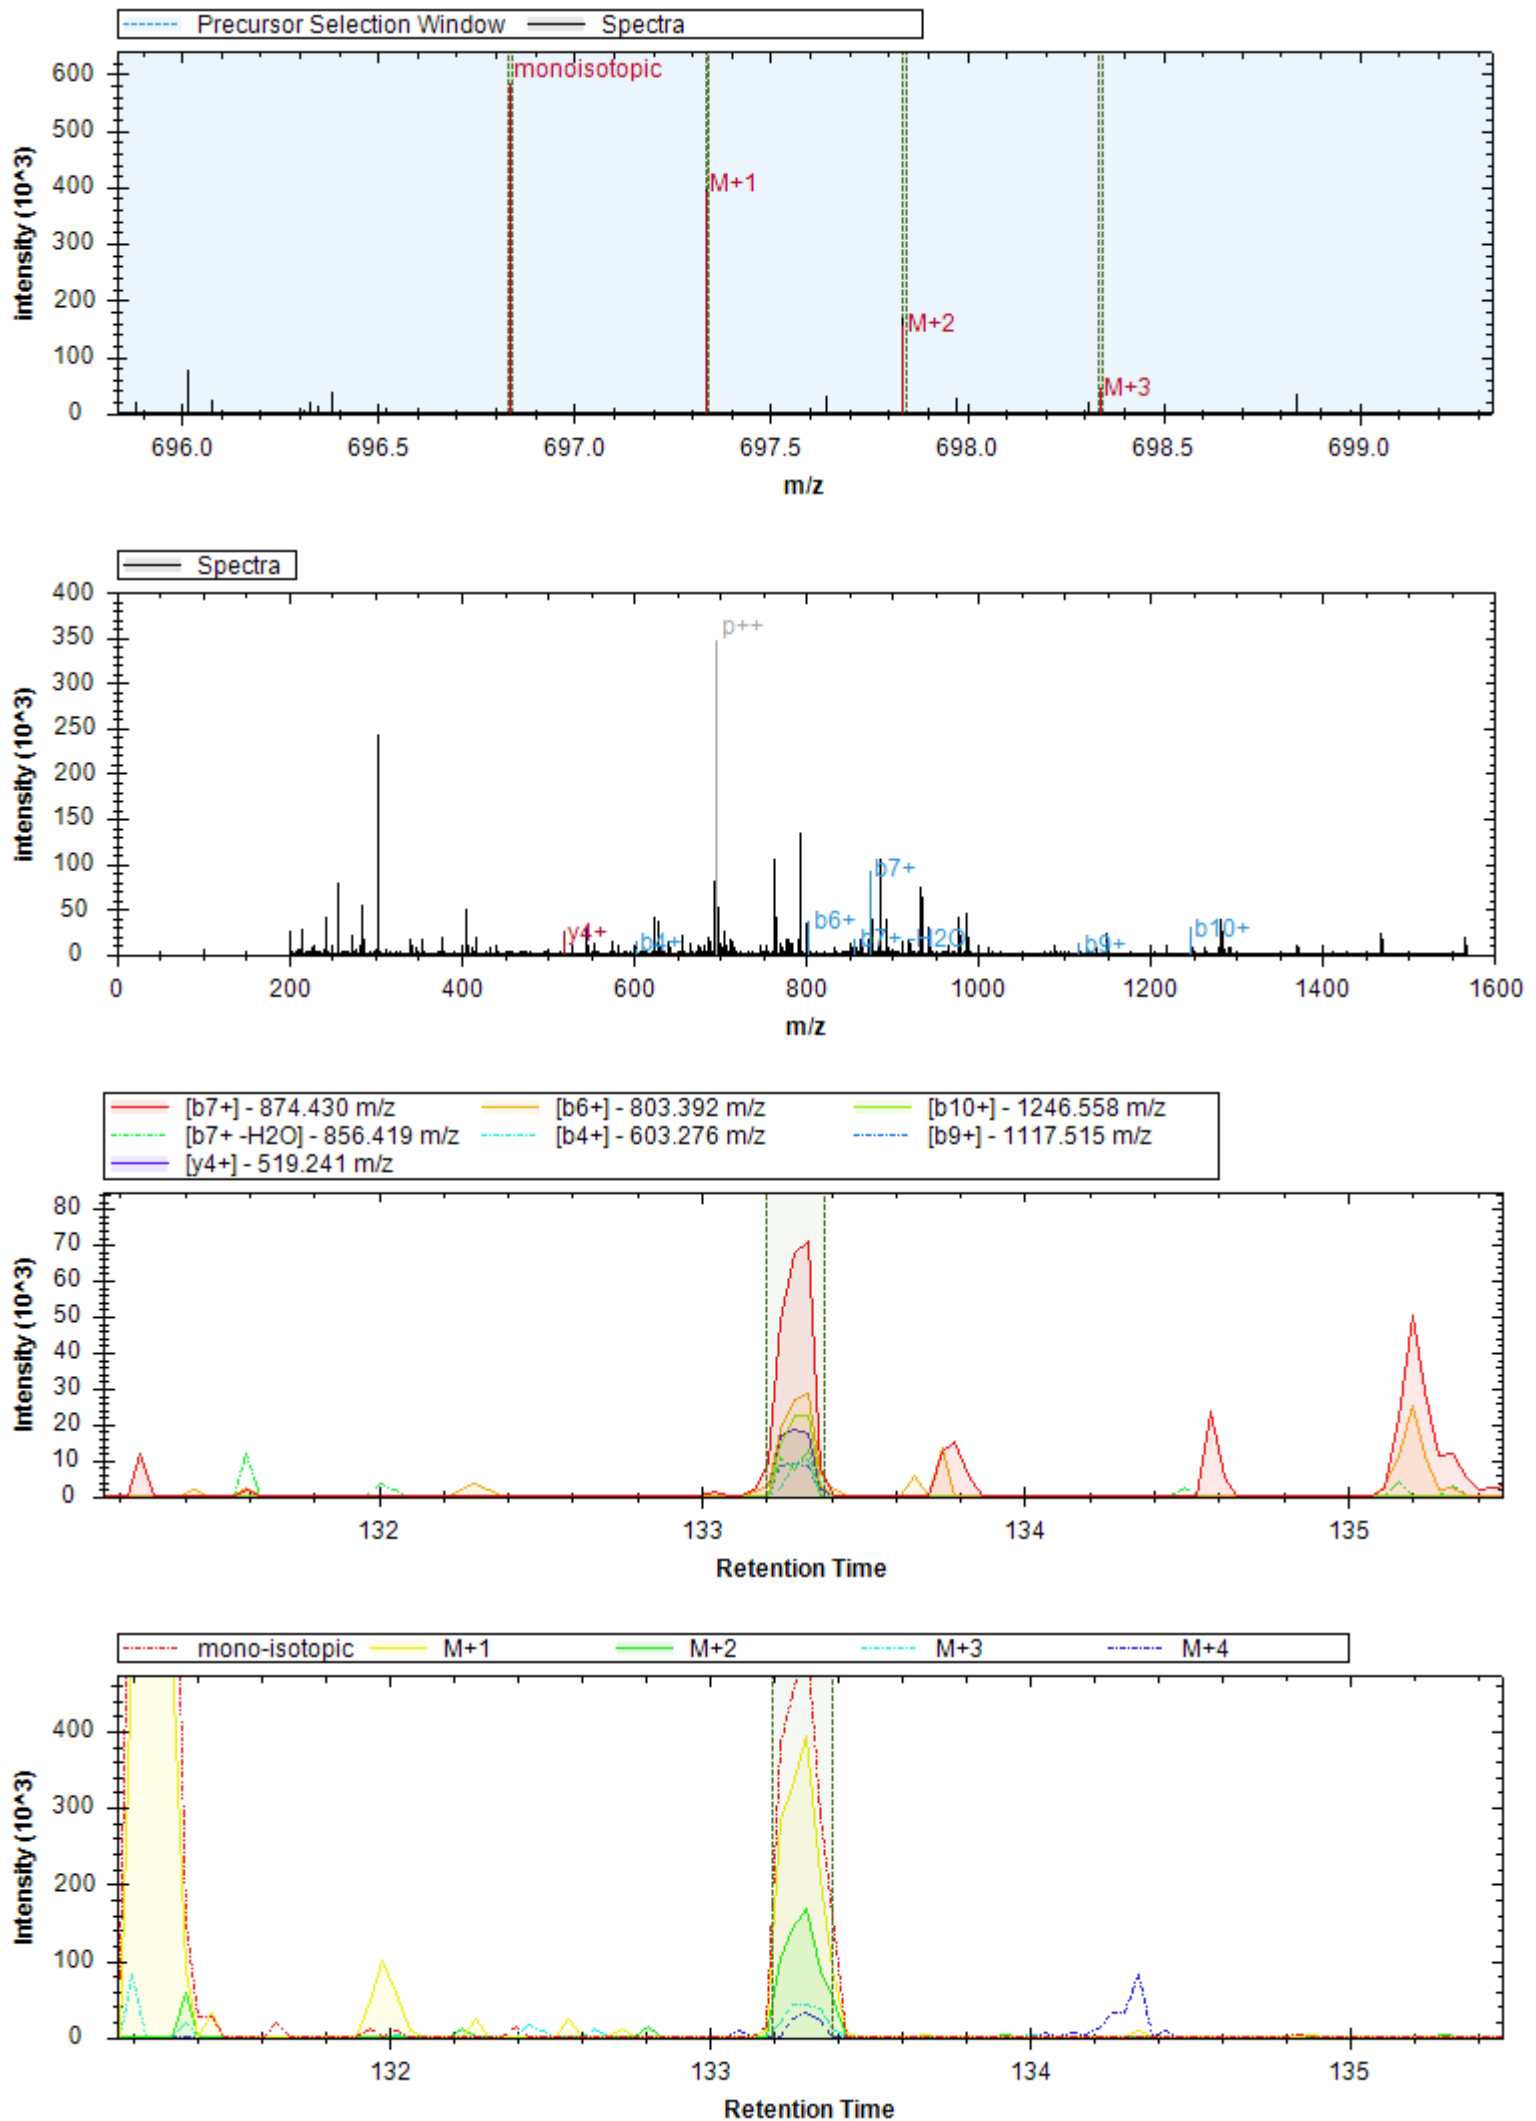 Precursor Selection Window Spectra
600
500
400
300
200
100
0
intensity (10^3)
monoisotopic
M+1
M+2
M+3
696.0 696.5 697.0 697.5 698.0 698.5 699.0
m/z
Spectra
400
350
300
250
200
150
100
50
0
intensity (10^3)
p++
y4+
b4+
b6+
b7+
b7+ -H2O
b9+
b10+
0 200 400 600 800 1000 1200 1400 1600
m/z
[b7+] - 874.430 m/z [b6+] - 803.392 m/z [b10+] - 1246.558 m/z
[b7+ -H2O] - 856.419 m/z [b4+] - 603.276 m/z [b9+] - 1117.515 m/z
[y4+] - 519.241 m/z
80
70
60
50
40
30
20
10
0
Intensity (10^3)
132 133 134 135
Retention Time
mono-isotopic M+1 M+2 M+3 M+4
400
300
200
100
0
Intensity (10^3)
132 133 134 135
Retention Time